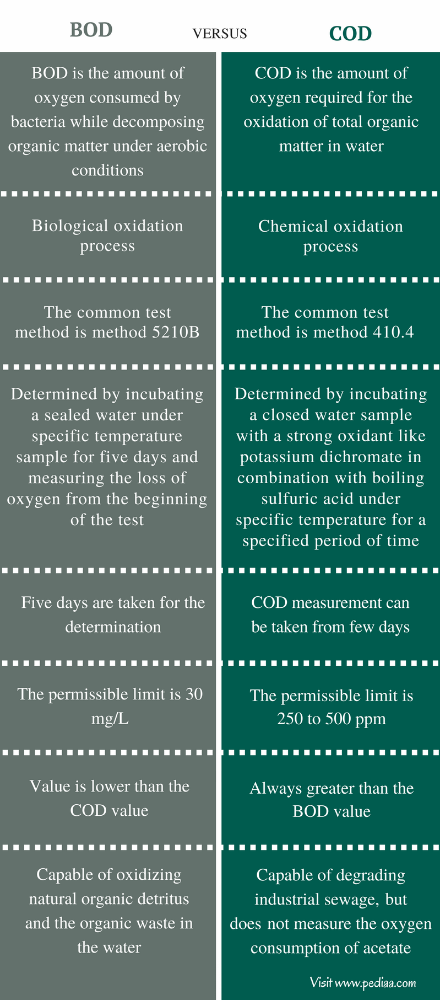 BOD
VERSUS
COD
BOD is the amount of
oxygen consumed by
bacteria while decomposing
organic matter under aerobic
conditions
COD is the amount of
oxygen required for the
oxidation of total organic
matter in water
Biological oxidation
process
Chemical oxidation
process
The common test
method is method 5210B
The common test
method is method 410.4
Determined by incubating
a sealed water under
specific temperature
sample for five days and
measuring the loss of
oxygen from the beginning
of the test
Determined by incubating
a closed water sample
with a strong oxidant like
potassium dichromate in
combination with boiling
sulfuric acid under
specific temperature for a
specified period of time
Five days are taken for the
determination
COD measurement can
be taken from few days
The permissible limit is 30
mg/L
The permissible limit is
250 to 500 ppm
Value is lower than the
COD value
Always greater than the
BOD value
Capable of oxidizing
natural organic detritus
and the organic waste in
the water
Capable of degrading
industrial sewage, but
does not measure the oxygen
consumption of acetate
Visit www.pediaa.com